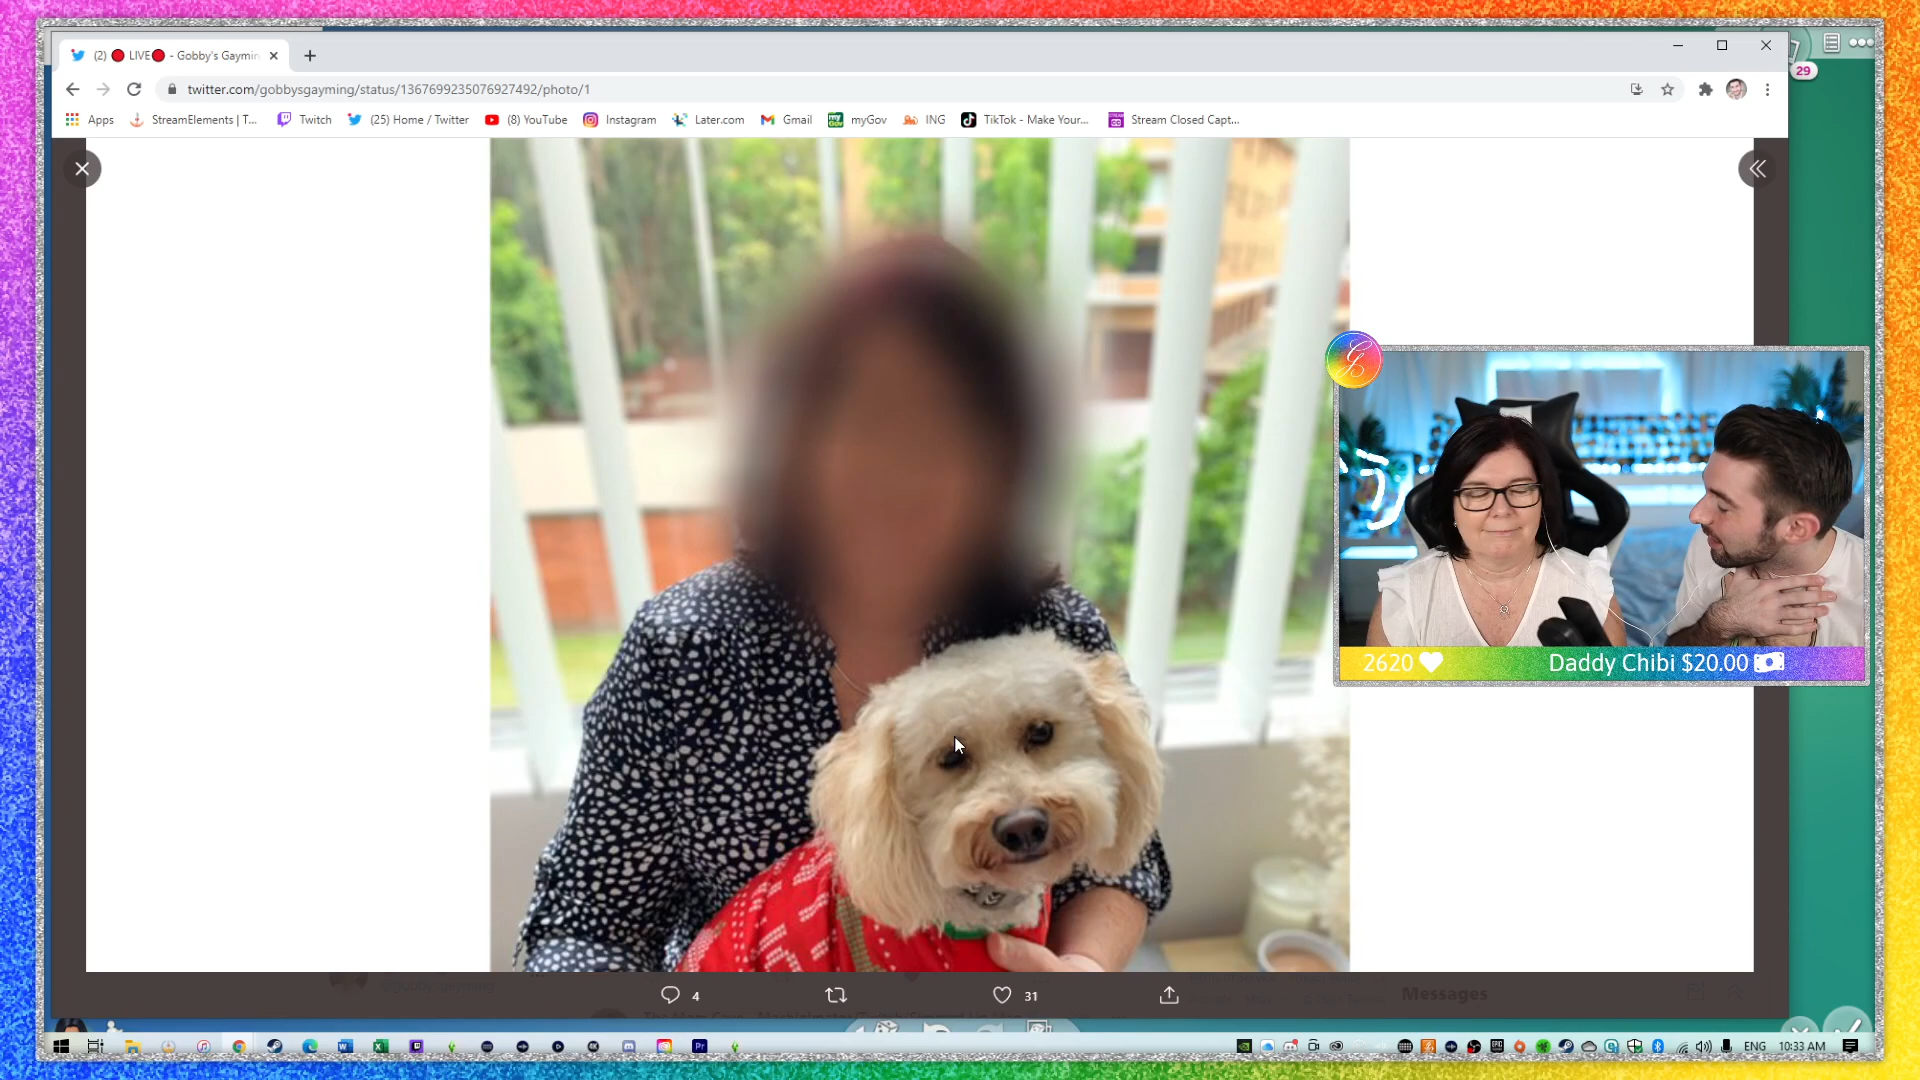 (2) 🔴 LIVE🔴 - Gobby's Gaymin
29
twitter.com/gobbysgayming/status/1367699235076927492/photo/1
Apps StreamElements | T... Twitch (25) Home / Twitter (8) YouTube Instagram Later.com Gmail myGov ING TikTok - Make Your... Stream Closed Capt...
G
2620 Daddy Chibi $20.00
4 31
Messages
ENG 10:33 AM